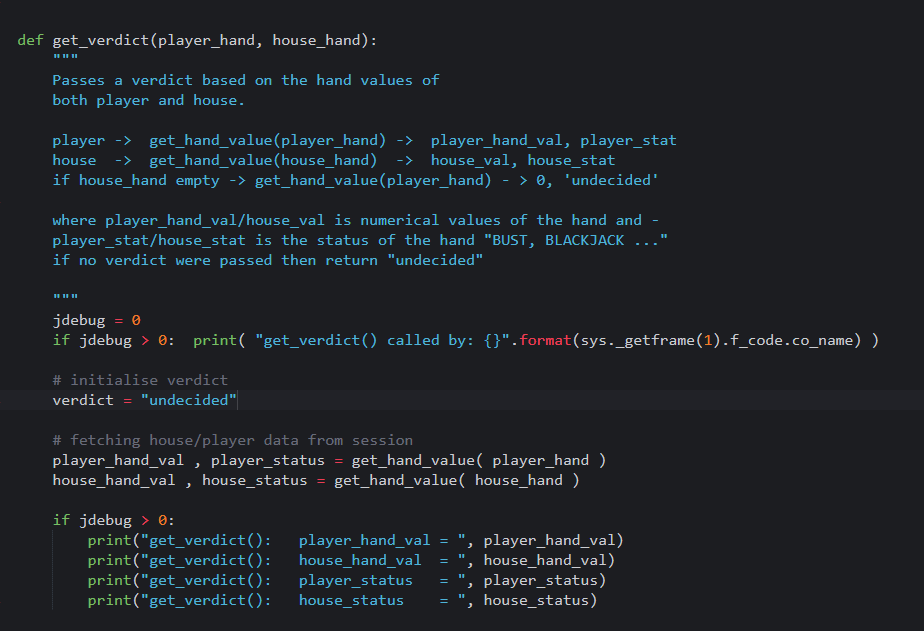 def get_verdict(player_hand, house_hand):
    """
    Passes a verdict based on the hand values of
    both player and house.

    player ->  get_hand_value(player_hand) ->  player_hand_val, player_stat
    house  ->  get_hand_value(house_hand)  ->  house_val, house_stat
    if house_hand empty -> get_hand_value(player_hand) - > 0, 'undecided'

    where player_hand_val/house_val is numerical values of the hand and -
    player_stat/house_stat is the status of the hand "BUST, BLACKJACK ..."
    if no verdict were passed then return "undecided"

    """
    jdebug = 0
    if jdebug > 0:  print( "get_verdict() called by: {}".format(sys._getframe(1).f_code.co_name) )

    # initialise verdict
    verdict = "undecided"

    # fetching house/player data from session
    player_hand_val , player_status = get_hand_value( player_hand )
    house_hand_val , house_status = get_hand_value( house_hand )

    if jdebug > 0:
        print("get_verdict():   player_hand_val = ", player_hand_val)
        print("get_verdict():   house_hand_val  = ", house_hand_val)
        print("get_verdict():   player_status   = ", player_status)
        print("get_verdict():   house_status    = ", house_status)